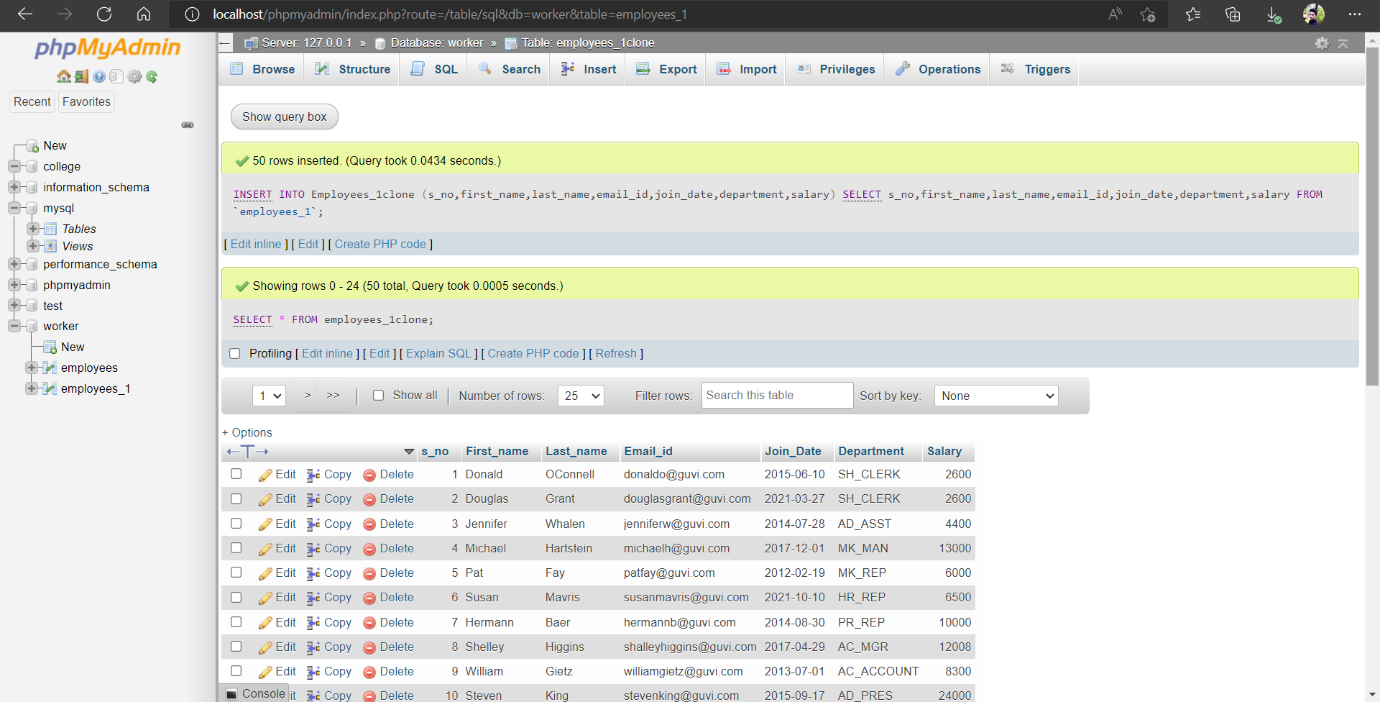 localhost/phpmyadmin/index.php?route=/table/sql&db=worker&table=employees_1
phpMyAdmin
Recent Favorites
New
college
information_schema
mysql
Tables
Views
performance_schema
phpmyadmin
test
worker
New
employees
employees_1
Server: 127.0.0.1 » Database: worker » Table: employees_1clone
Browse Structure SQL Search Insert Export Import Privileges Operations Triggers
Show query box
50 rows inserted. (Query took 0.0434 seconds.)
INSERT INTO Employees_1clone (s_no,first_name,last_name,email_id,join_date,department,salary) SELECT s_no,first_name,last_name,email_id,join_date,department,salary FROM
`employees_1`;
[ Edit inline ] [ Edit ] [ Create PHP code ]
Showing rows 0 - 24 (50 total, Query took 0.0005 seconds.)
SELECT * FROM employees_1clone;
Profiling [ Edit inline ] [ Edit ] [ Explain SQL ] [ Create PHP code ] [ Refresh ]
1 > >> Show all Number of rows: 25 Filter rows: Search this table Sort by key: None
+ Options
←T→ s_no First_name Last_name Email_id Join_Date Department Salary
Edit Copy Delete 1 Donald OConnell donaldo@guvi.com 2015-06-10 SH_CLERK 2600
Edit Copy Delete 2 Douglas Grant douglasgrant@guvi.com 2021-03-27 SH_CLERK 2600
Edit Copy Delete 3 Jennifer Whalen jenniferw@guvi.com 2014-07-28 AD_ASST 4400
Edit Copy Delete 4 Michael Hartstein michaelh@guvi.com 2017-12-01 MK_MAN 13000
Edit Copy Delete 5 Pat Fay patfay@guvi.com 2012-02-19 MK_REP 6000
Edit Copy Delete 6 Susan Mavris susanmavris@guvi.com 2021-10-10 HR_REP 6500
Edit Copy Delete 7 Hermann Baer hermannb@guvi.com 2014-08-30 PR_REP 10000
Edit Copy Delete 8 Shelley Higgins shalleyhiggins@guvi.com 2017-04-29 AC_MGR 12008
Edit Copy Delete 9 William Gietz williamgietz@guvi.com 2013-07-01 AC_ACCOUNT 8300
Console it Copy Delete 10 Steven King stevenking@guvi.com 2015-09-17 AD_PRES 24000